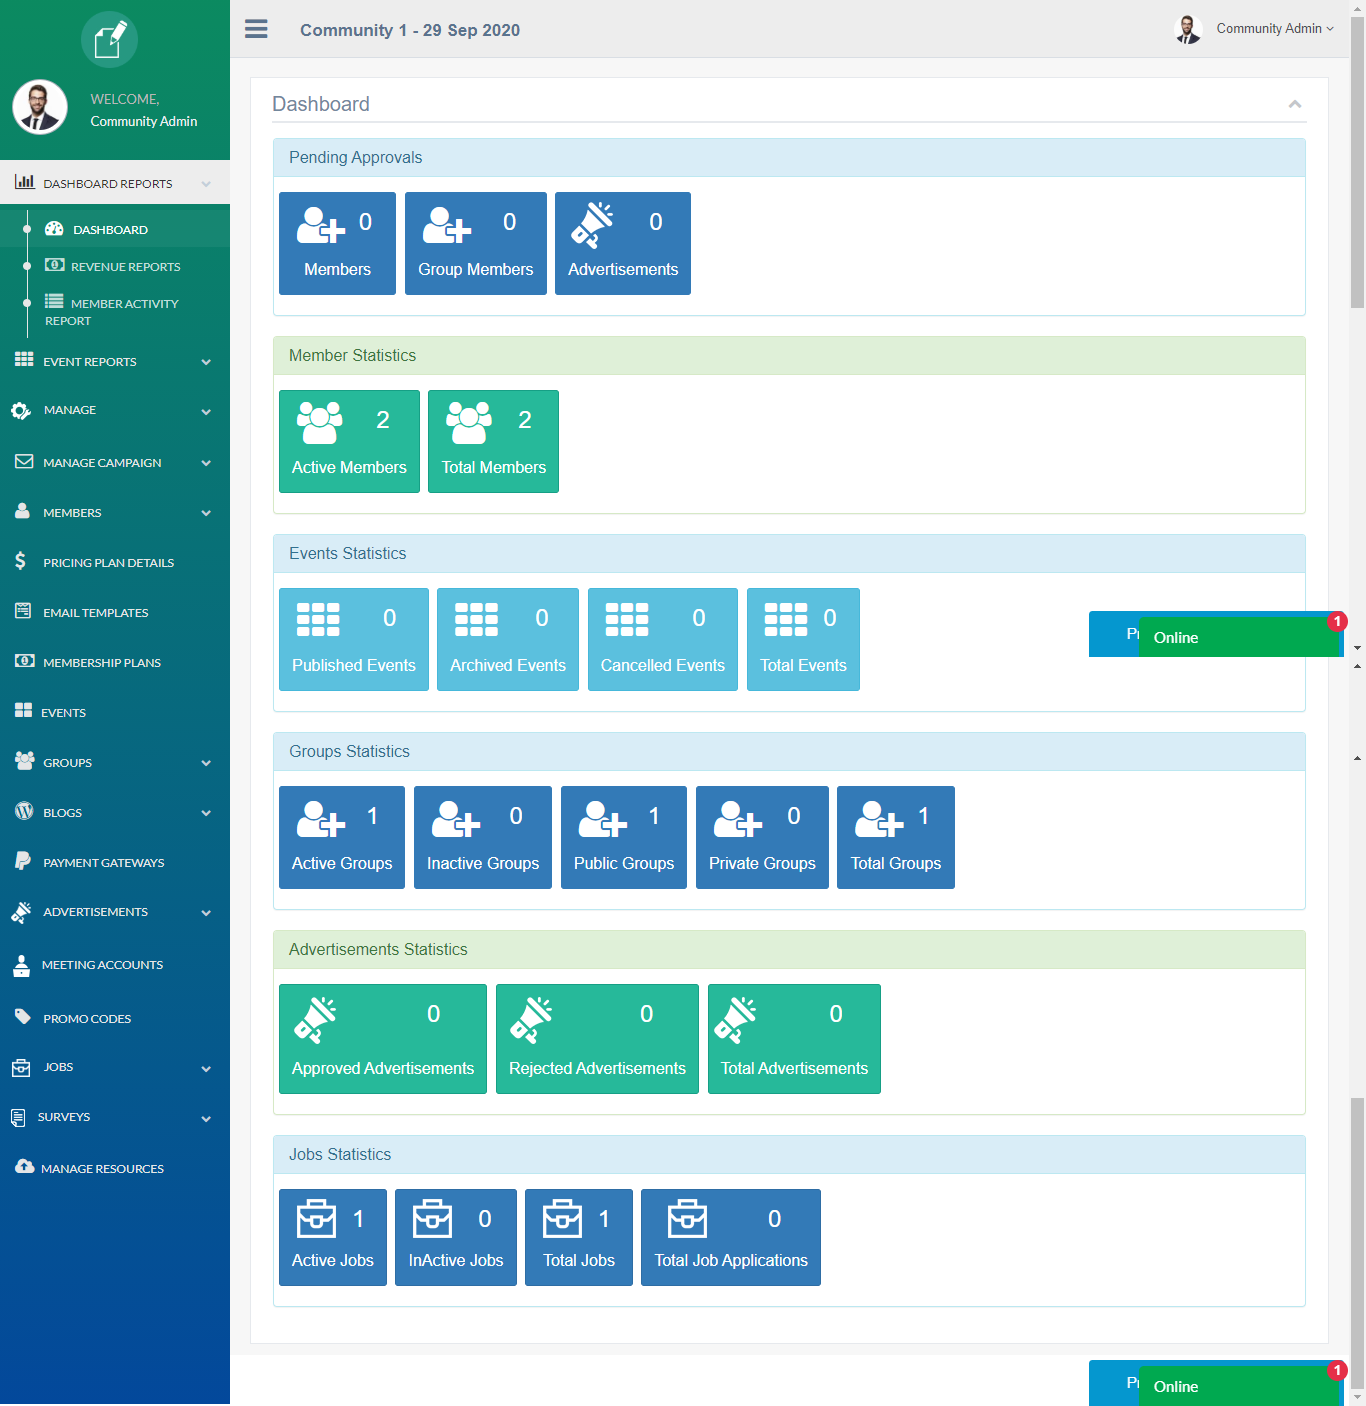 WELCOME,
Community Admin
DASHBOARD REPORTS
DASHBOARD
REVENUE REPORTS
MEMBER ACTIVITY
REPORT
EVENT REPORTS
MANAGE
MANAGE CAMPAIGN
MEMBERS
PRICING PLAN DETAILS
EMAIL TEMPLATES
MEMBERSHIP PLANS
EVENTS
GROUPS
BLOGS
PAYMENT GATEWAYS
ADVERTISEMENTS
MEETING ACCOUNTS
PROMO CODES
JOBS
SURVEYS
MANAGE RESOURCES
Community 1 - 29 Sep 2020
Community Admin
Dashboard
Pending Approvals
0 0 0
Members Group Members Advertisements
Member Statistics
2 2
Active Members Total Members
Events Statistics
0 0 0 0
Published Events Archived Events Cancelled Events Total Events
1
Online
Groups Statistics
1 0 1 0 1
Active Groups Inactive Groups Public Groups Private Groups Total Groups
Advertisements Statistics
0 0 0
Approved Advertisements Rejected Advertisements Total Advertisements
Jobs Statistics
1 0 1 0
Active Jobs InActive Jobs Total Jobs Total Job Applications
1
Online